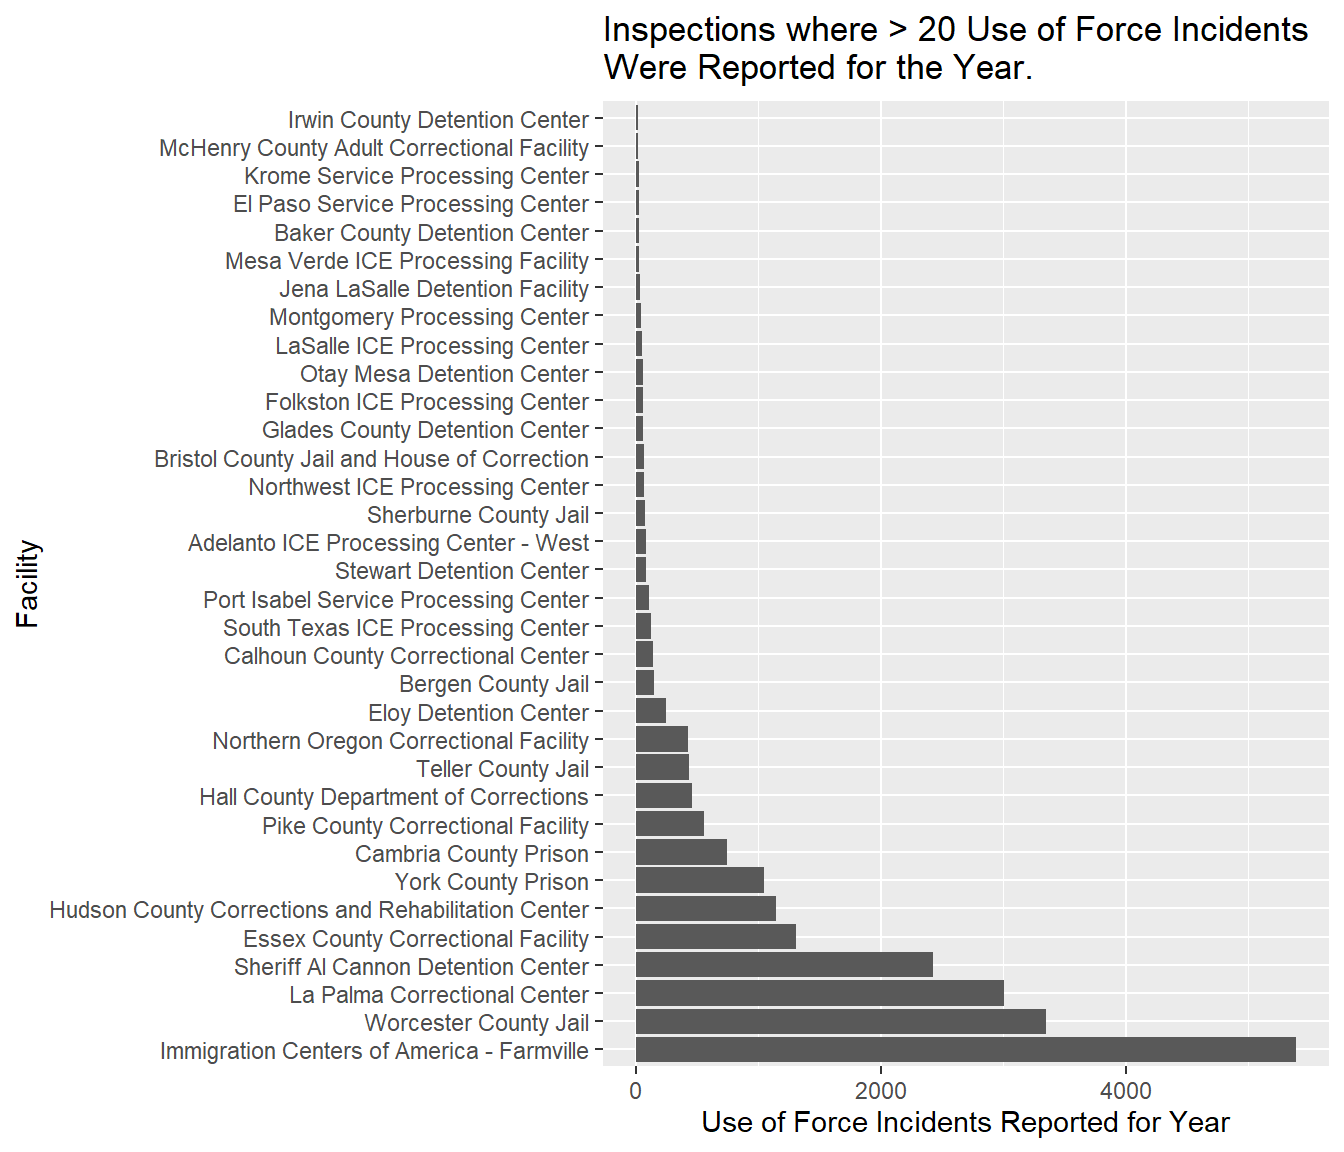 Inspections where > 20 Use of Force Incidents
Were Reported for the Year.
Irwin County Detention Center
McHenry County Adult Correctional Facility
Krome Service Processing Center
El Paso Service Processing Center
Baker County Detention Center
Mesa Verde ICE Processing Facility
Jena LaSalle Detention Facility
Montgomery Processing Center
LaSalle ICE Processing Center
Otay Mesa Detention Center
Folkston ICE Processing Center
Glades County Detention Center
Bristol County Jail and House of Correction
Northwest ICE Processing Center
Sherburne County Jail
Adelanto ICE Processing Center - West
Stewart Detention Center
Port Isabel Service Processing Center
South Texas ICE Processing Center
Calhoun County Correctional Center
Bergen County Jail
Eloy Detention Center
Northern Oregon Correctional Facility
Teller County Jail
Hall County Department of Corrections
Pike County Correctional Facility
Cambria County Prison
York County Prison
Hudson County Corrections and Rehabilitation Center
Essex County Correctional Facility
Sheriff Al Cannon Detention Center
La Palma Correctional Center
Worcester County Jail
Immigration Centers of America - Farmville
Facility
0 2000 4000
Use of Force Incidents Reported for Year